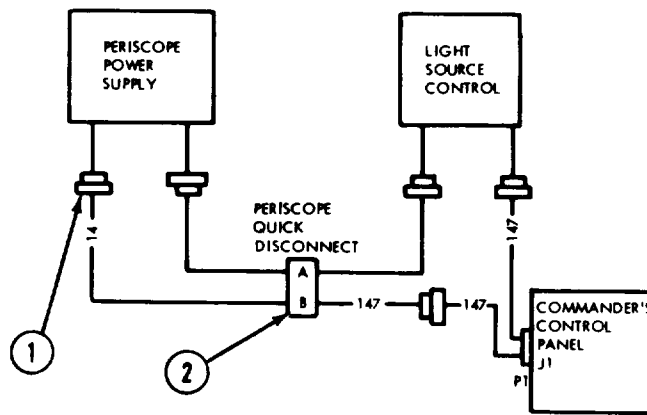 PERISCOPE
POWER
SUPPLY
LIGHT
SOURCE
CONTROL
14
PERISCOPE
QUICK
DISCONNECT
A
B
147
147
147
COMMANDER'S
CONTROL
PANEL
J1
P1
1
2